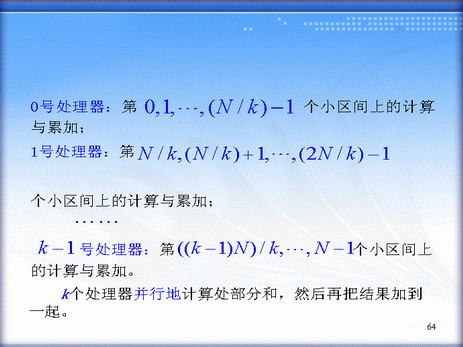 0号处理器：第 0,1,⋯,(N/k)−1 个小区间上的计算
与累加；
1号处理器：第 N/k,(N/k)+1,⋯,(2N/k)−1
个小区间上的计算与累加；
……
k−1 号处理器：第 ((k−1)N)/k,⋯,N−1 个小区间上
的计算与累加。
k个处理器并行地计算处部分和，然后再把结果加到
一起。
64